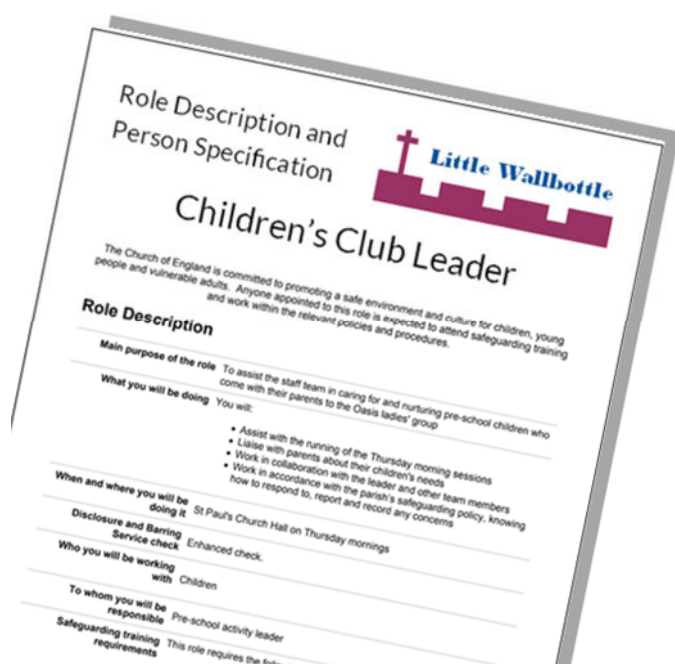 Role Description and
Person Specification
Little Wallbottle
Children's Club Leader
The Church of England is committed to promoting a safe environment and culture for children, young
people and vulnerable adults. Anyone appointed to this role is expected to attend safeguarding training
and work within the relevant policies and procedures.
Role Description
Main purpose of the role To assist the staff team in caring for and nurturing pre-school children who
come with their parents to the Oasis ladies' group
What you will be doing You will:
• Assist with the running of the Thursday morning sessions
• Liaise with parents about their children's needs
• Work in collaboration with the leader and other team members
• Work in accordance with the parish's safeguarding policy, knowing
how to respond to, report and record any concerns
When and where you will be
doing it St Paul's Church Hall on Thursday mornings
Disclosure and Barring
Service check Enhanced check.
Who you will be working
with Children
To whom you will be
responsible Pre-school activity leader
Safeguarding training
requirements This role requires the